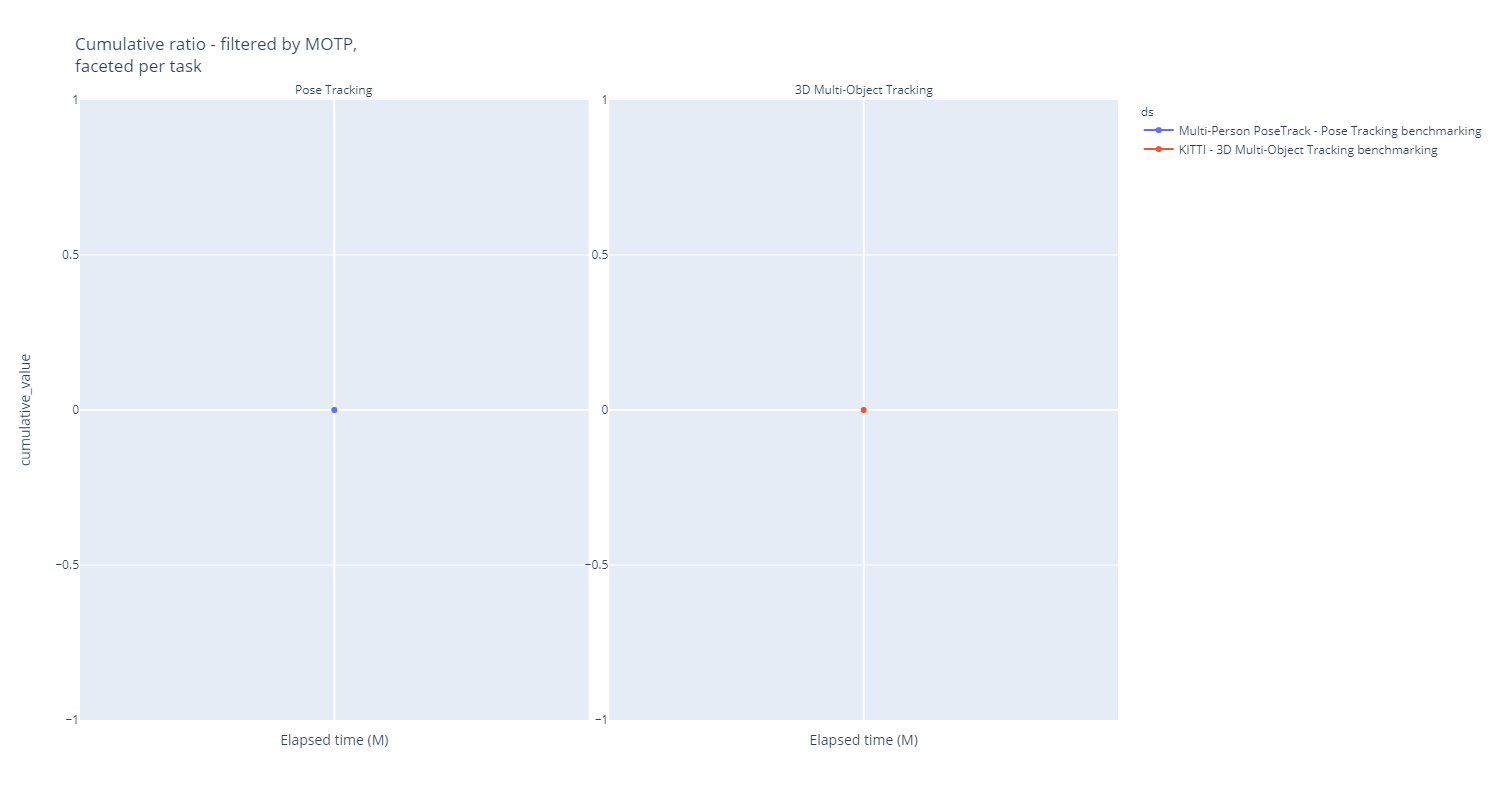 Cumulative ratio - filtered by MOTP,
faceted per task
Pose Tracking
3D Multi-Object Tracking
1
0.5
0
−0.5
−1
1
0.5
0
−0.5
−1
cumulative_value
Elapsed time (M)
Elapsed time (M)
ds
Multi-Person PoseTrack - Pose Tracking benchmarking
KITTI - 3D Multi-Object Tracking benchmarking